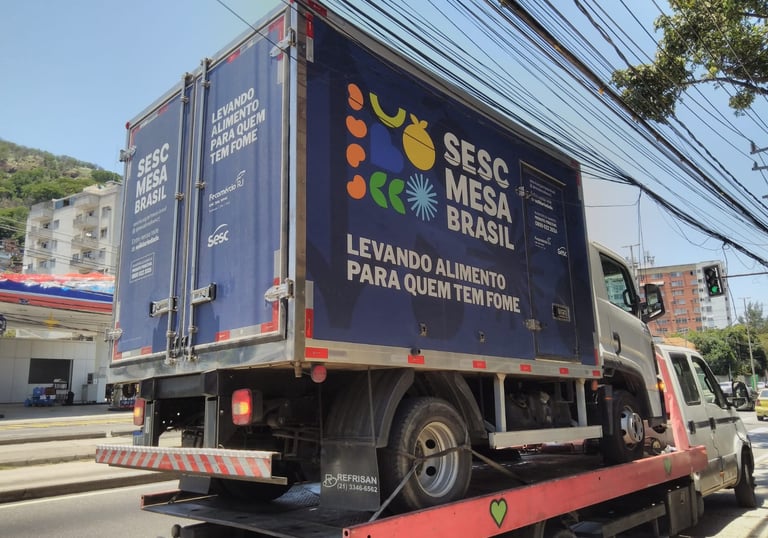 SESC
MESA
BRASIL
LEVANDO
ALIMENTO
PARA QUEM
TEM FOME
Fecomércio RJ
Sesc
SESC
MESA
BRASIL
LEVANDO ALIMENTO
PARA QUEM TEM FOME
Sesc
REFRISAN
(21) 3346-6562